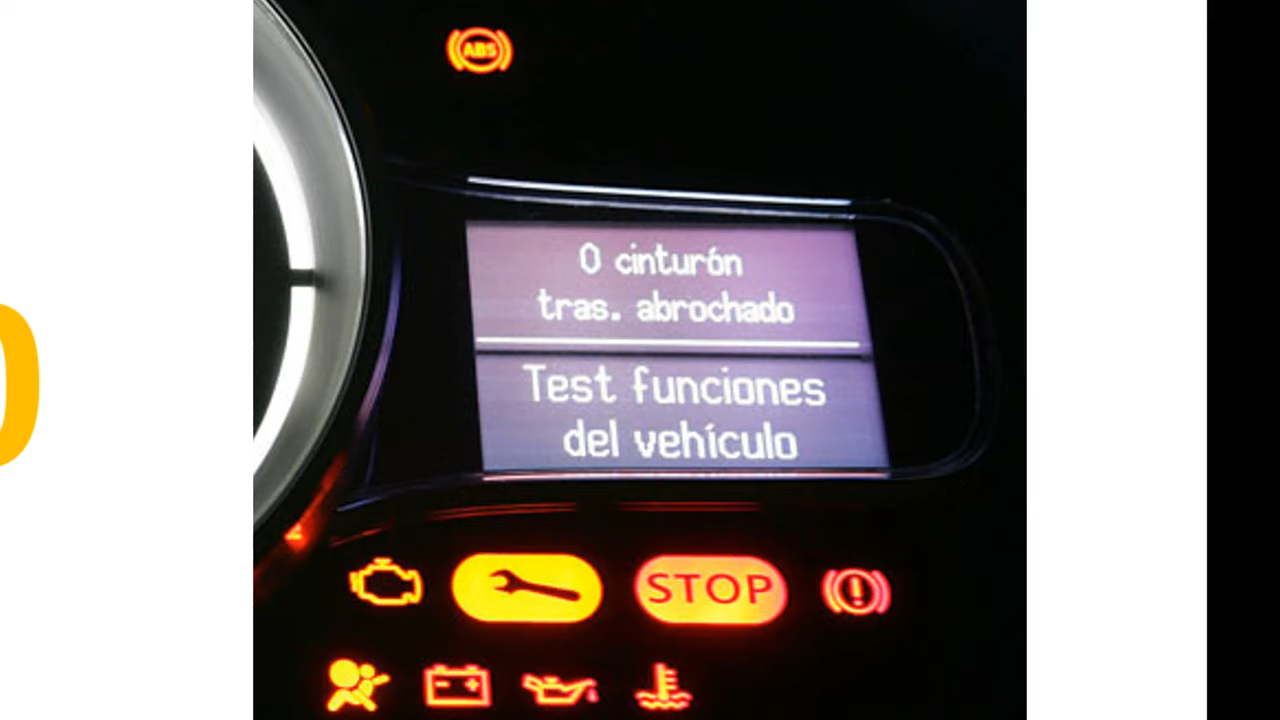 ABS
0 cinturón
tras. abrochado
Test funciones
del vehículo
STOP